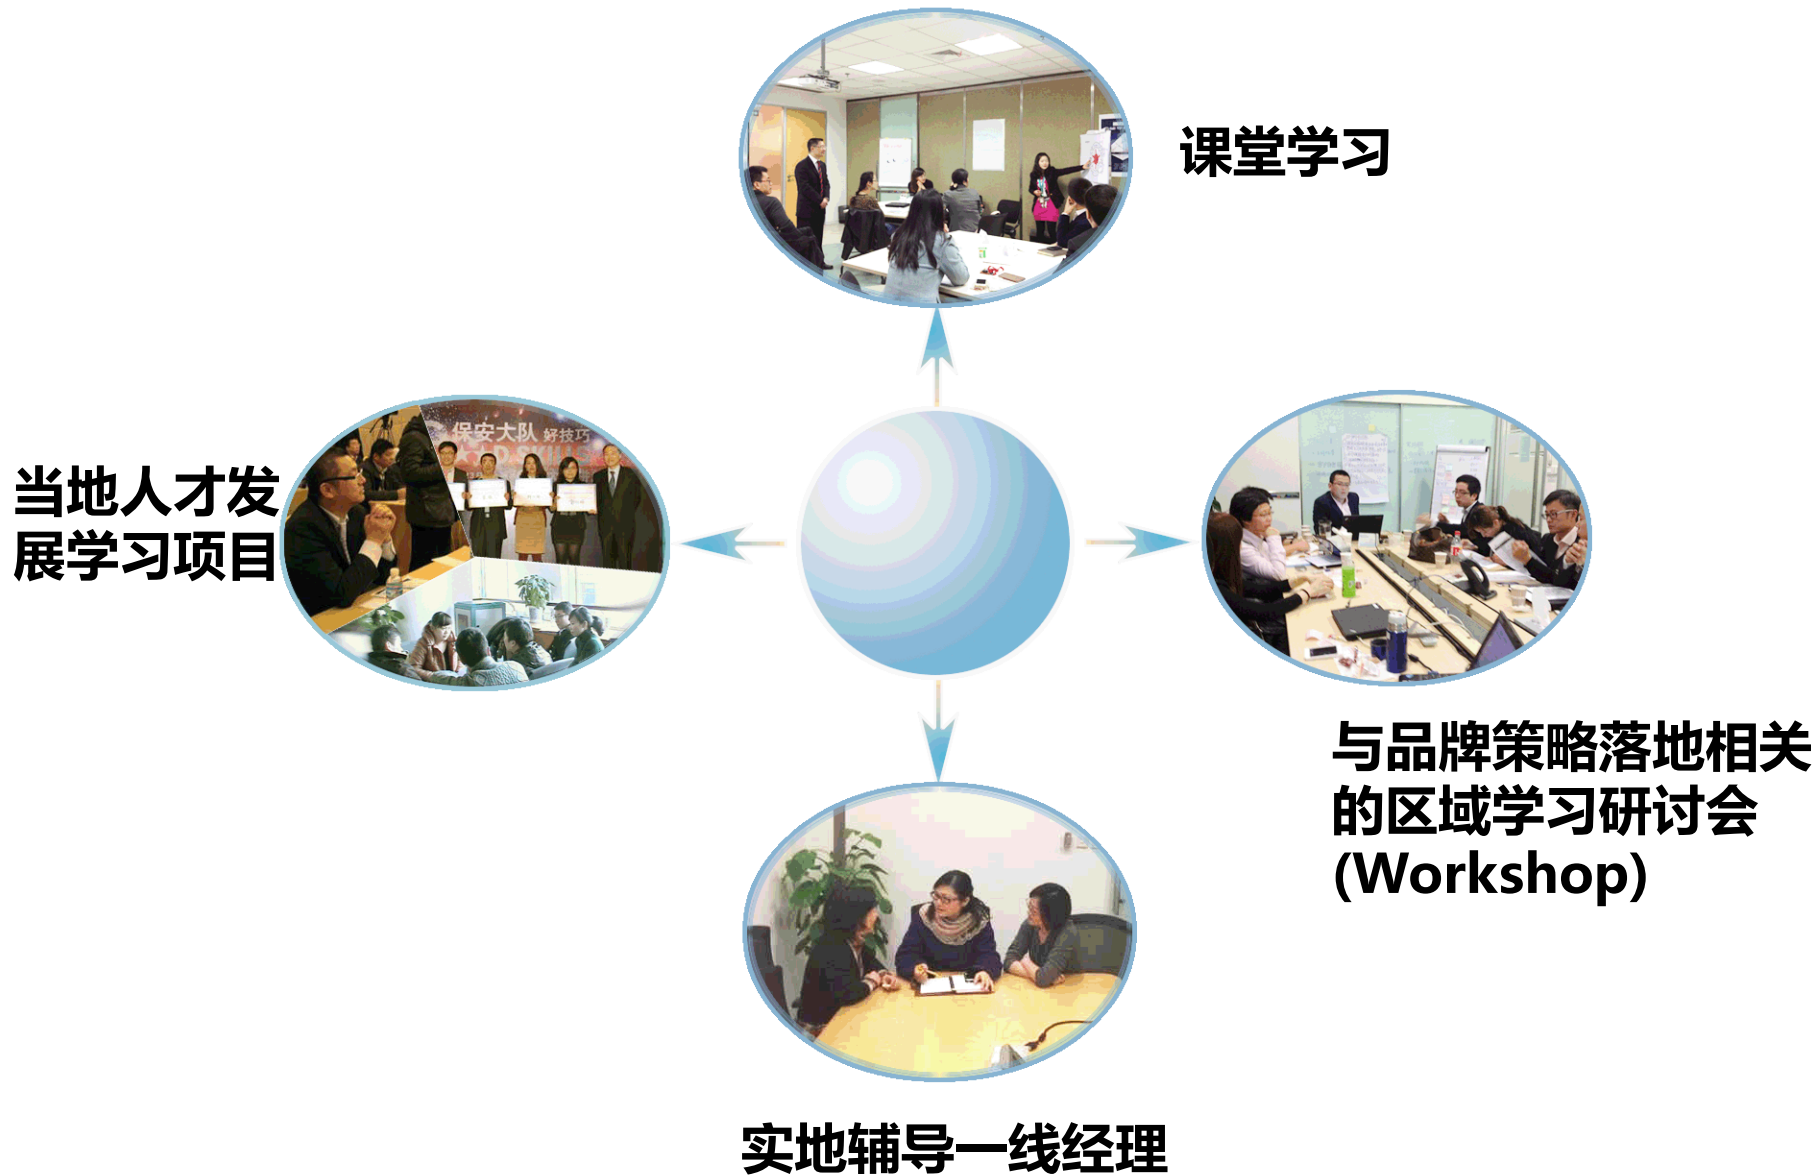 课堂学习
保安大队 好技巧
当地人才发
展学习项目
与品牌策略落地相关
的区域学习研讨会
(Workshop)
实地辅导一线经理